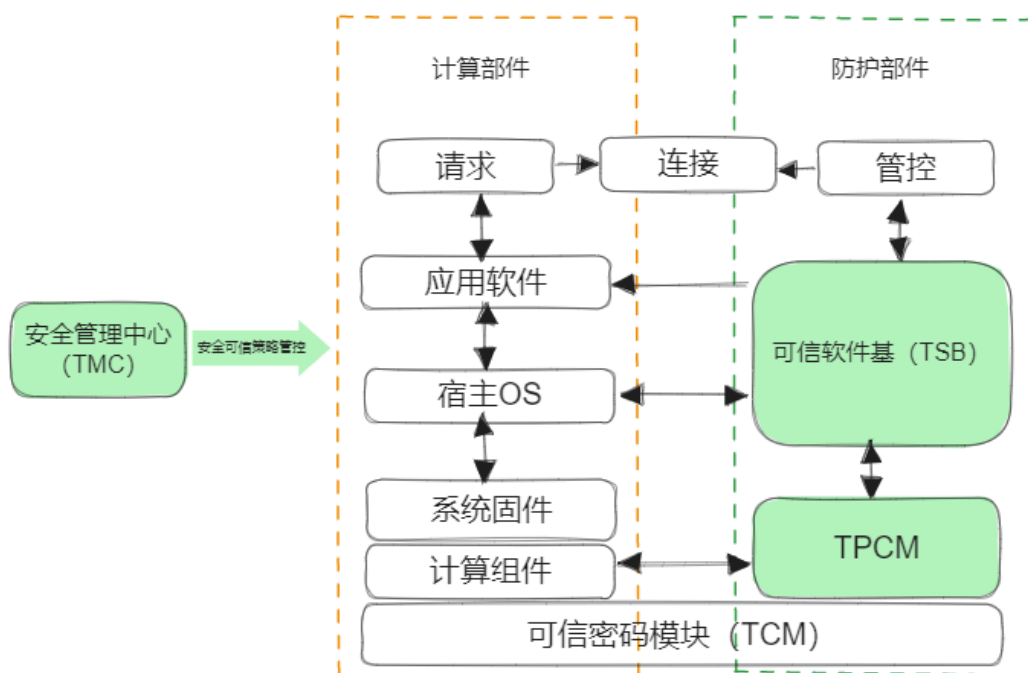 计算部件
防护部件
请求
连接
管控
应用软件
安全管理中心
(TMC)
安全可信策略管控
可信软件基（TSB）
宿主OS
系统固件
TPCM
计算组件
可信密码模块（TCM）